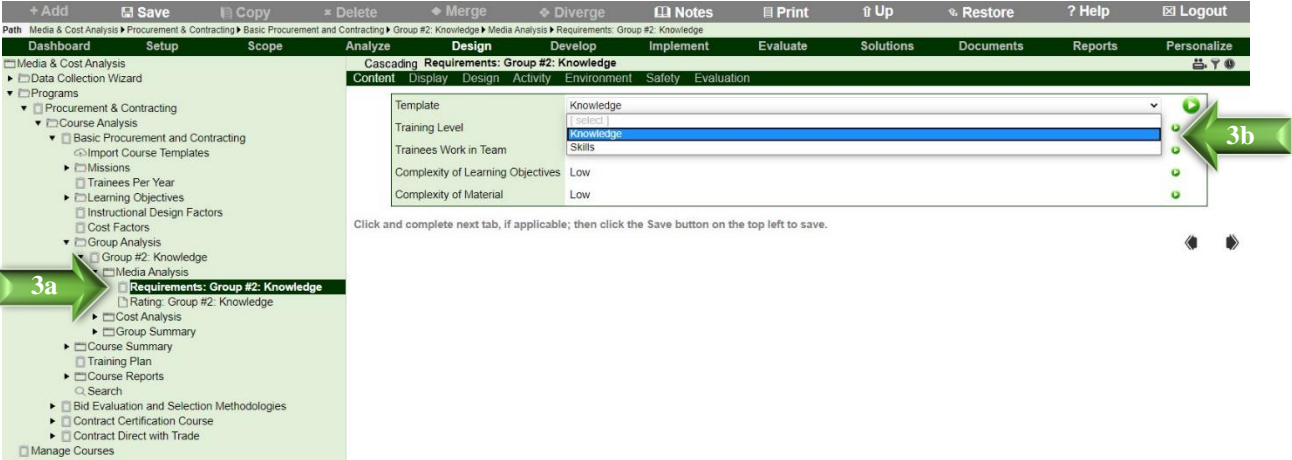 + Add Save Copy × Delete Merge Diverge Notes Print Up Restore ? Help Logout
Path Media & Cost Analysis Procurement & Contracting Basic Procurement and Contracting Group #2: Knowledge Media Analysis Requirements: Group #2: Knowledge
Dashboard Setup Scope Analyze Design Develop Implement Evaluate Solutions Documents Reports Personalize
Media & Cost Analysis
Data Collection Wizard
Programs
Procurement & Contracting
Course Analysis
Basic Procurement and Contracting
Import Course Templates
Missions
Trainees Per Year
Learning Objectives
Instructional Design Factors
Cost Factors
Group Analysis
Group #2: Knowledge
Media Analysis
Requirements: Group #2: Knowledge
Rating: Group #2: Knowledge
Cost Analysis
Group Summary
Course Summary
Training Plan
Course Reports
Search
Bid Evaluation and Selection Methodologies
Contract Certification Course
Contract Direct with Trade
Manage Courses
3a
Cascading Requirements: Group #2: Knowledge
Content Display Design Activity Environment Safety Evaluation
Template Knowledge
[ select ]
Training Level Knowledge
Trainees Work in Team Skills
Complexity of Learning Objectives Low
Complexity of Material Low
3b
Click and complete next tab, if applicable; then click the Save button on the top left to save.